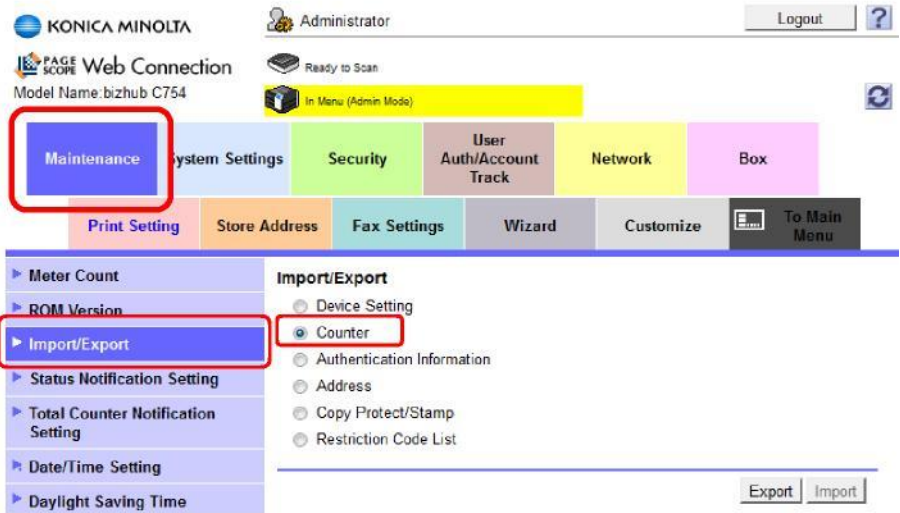 KONICA MINOLTA
Administrator
Logout
?
PAGE SCOPE Web Connection
Ready to Scan
Model Name:bizhub C754
In Menu (Admin Mode)
Maintenance
System Settings
Security
User Auth/Account Track
Network
Box
Print Setting
Store Address
Fax Settings
Wizard
Customize
To Main Menu
Meter Count
ROM Version
Import/Export
Status Notification Setting
Total Counter Notification
Setting
Date/Time Setting
Daylight Saving Time
Import/Export
Device Setting
Counter
Authentication Information
Address
Copy Protect/Stamp
Restriction Code List
Export
Import